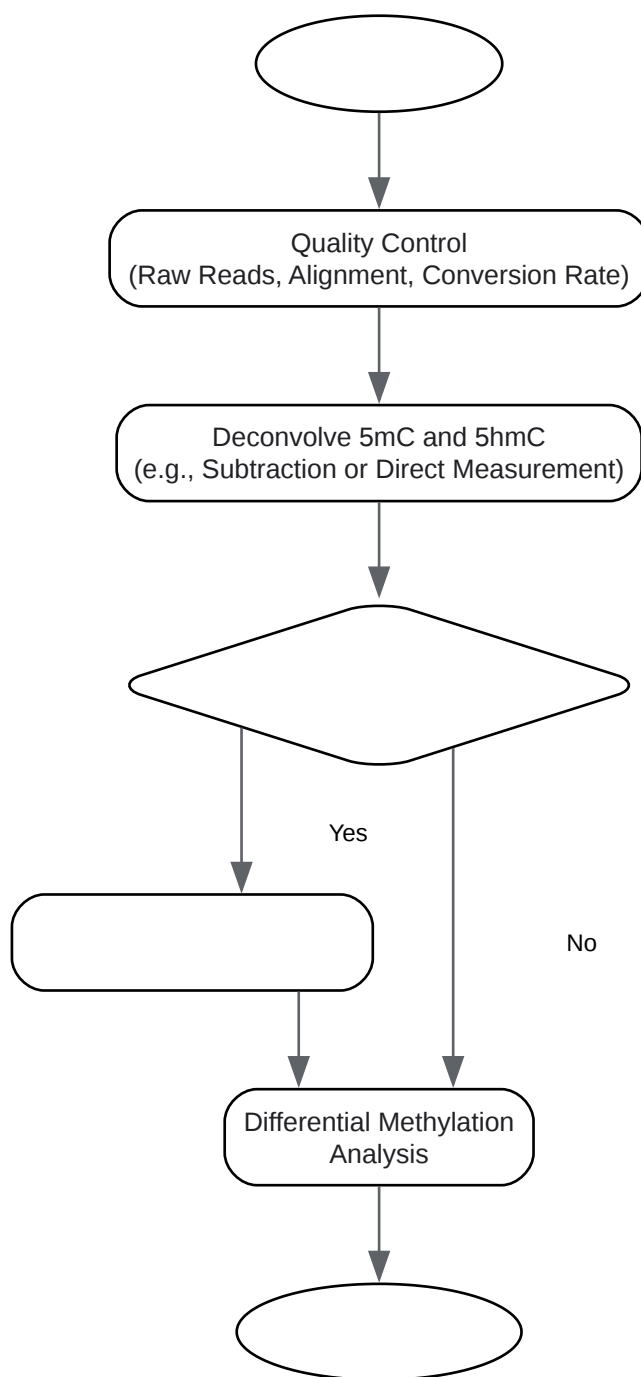 Quality Control
(Raw Reads, Alignment, Conversion Rate)
Deconvolve 5mC and 5hmC
(e.g., Subtraction or Direct Measurement)
Yes
No
Differential Methylation
Analysis